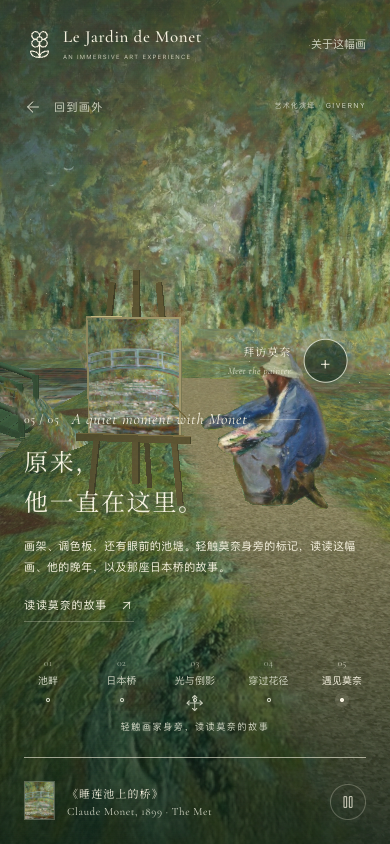 Le Jardin de Monet
AN IMMERSIVE ART EXPERIENCE
关于这幅画
回到画外
GIVERNY
拜访莫奈
Meet the painter
05 / 05 A quiet moment with Monet
原来，
他一直在这里。
画架、调色板，还有眼前的池塘。轻触莫奈身旁的标记，读读这幅
画、他的晚年，以及那座日本桥的故事。
读读莫奈的故事 ↗
01 02 03 04 05
池畔 日本桥 光与倒影 穿过花径 遇见莫奈
轻触画家身旁，读读莫奈的故事
《睡莲池上的桥》
Claude Monet, 1899 · The Met